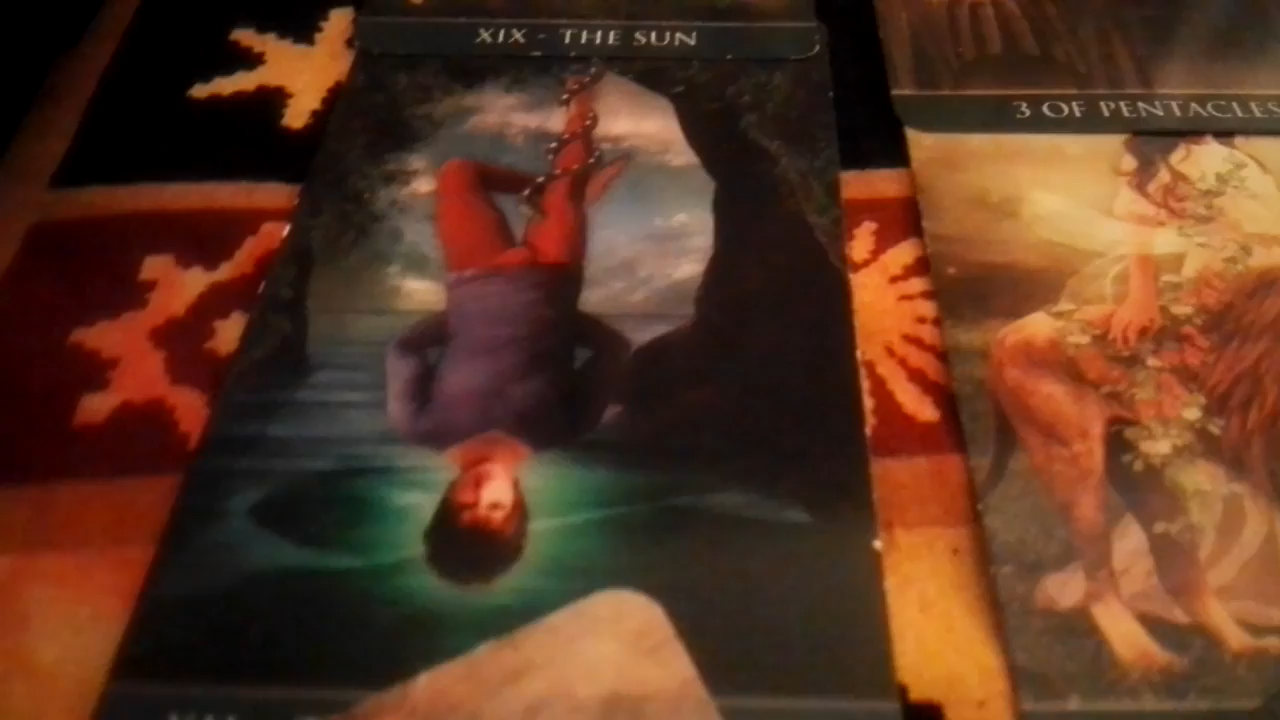 XIX - THE SUN
3 OF PENTACLES